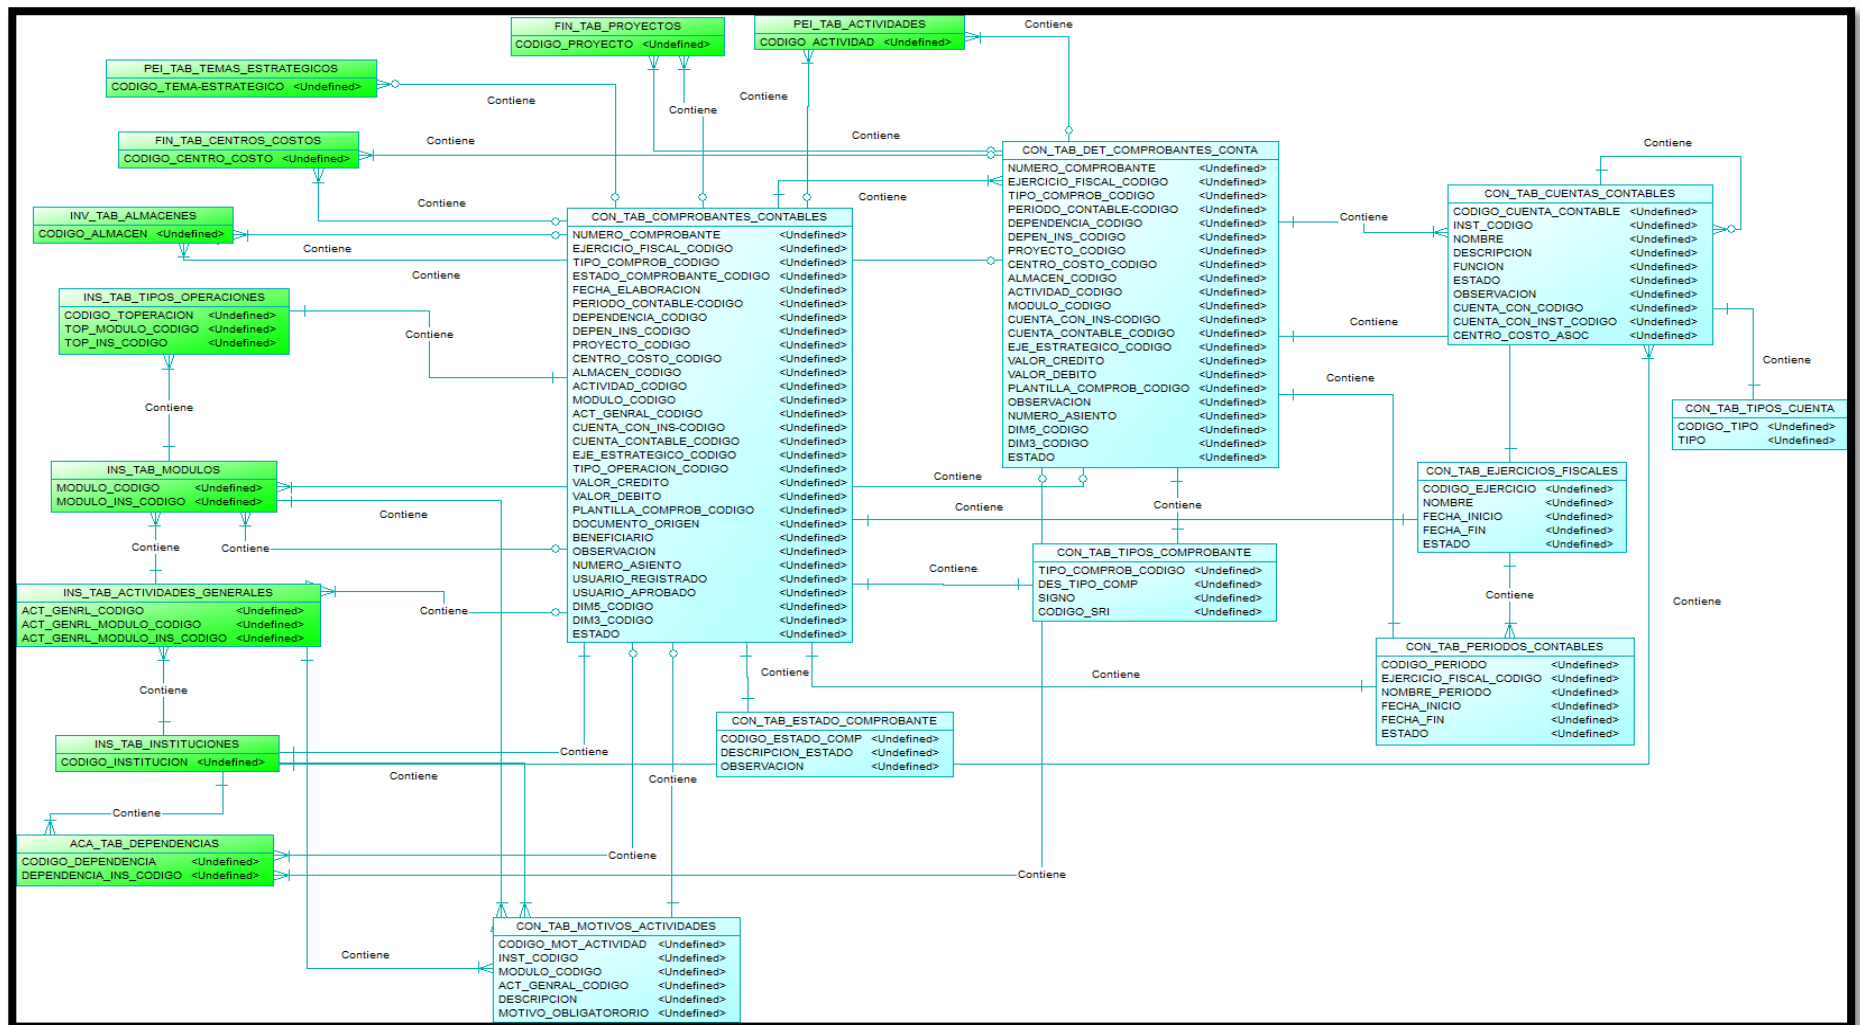 FIN_TAB_PROYECTOS
CODIGO_PROYECTO <Undefined>
PEI_TAB_ACTIVIDADES
CODIGO_ACTIVIDAD <Undefined>
Contiene
PEI_TAB_TEMAS_ESTRATEGICOS
CODIGO_TEMA-ESTRATEGICO <Undefined>
Contiene
Contiene
Contiene
FIN_TAB_CENTROS_COSTOS
CODIGO_CENTRO_COSTO <Undefined>
Contiene
Contiene
Contiene
Contiene
Contiene
INV_TAB_ALMACENES
CODIGO_ALMACEN <Undefined>
Contiene
Contiene
INS_TAB_TIPOS_OPERACIONES
CODIGO_TOPERACION <Undefined>
TOP_MODULO_CODIGO <Undefined>
TOP_INS_CODIGO <Undefined>
Contiene
Contiene
CON_TAB_COMPROBANTES_CONTABLES
NUMERO_COMPROBANTE <Undefined>
EJERCICIO_FISCAL_CODIGO <Undefined>
TIPO_COMPROB_CODIGO <Undefined>
ESTADO_COMPROBANTE_CODIGO <Undefined>
FECHA_ELABORACION <Undefined>
PERIODO_CONTABLE-CODIGO <Undefined>
DEPENDENCIA_CODIGO <Undefined>
DEPEN_INS_CODIGO <Undefined>
PROYECTO_CODIGO <Undefined>
CENTRO_COSTO_CODIGO <Undefined>
ALMACEN_CODIGO <Undefined>
ACTIVIDAD_CODIGO <Undefined>
MODULO_CODIGO <Undefined>
ACT_GENRAL_CODIGO <Undefined>
CUENTA_CON_INS-CODIGO <Undefined>
CUENTA_CONTABLE_CODIGO <Undefined>
EJE_ESTRATEGICO_CODIGO <Undefined>
TIPO_OPERACION_CODIGO <Undefined>
VALOR_CREDITO <Undefined>
VALOR_DEBITO <Undefined>
PLANTILLA_COMPROB_CODIGO <Undefined>
DOCUMENTO_ORIGEN <Undefined>
BENEFICIARIO <Undefined>
OBSERVACION <Undefined>
NUMERO_ASIENTO <Undefined>
USUARIO_REGISTRADO <Undefined>
USUARIO_APROBADO <Undefined>
DIM5_CODIGO <Undefined>
DIM3_CODIGO <Undefined>
ESTADO <Undefined>
CON_TAB_DET_COMPROBANTES_CONTA
NUMERO_COMPROBANTE <Undefined>
EJERCICIO_FISCAL_CODIGO <Undefined>
TIPO_COMPROB_CODIGO <Undefined>
PERIODO_CONTABLE-CODIGO <Undefined>
DEPENDENCIA_CODIGO <Undefined>
DEPEN_INS_CODIGO <Undefined>
PROYECTO_CODIGO <Undefined>
CENTRO_COSTO_CODIGO <Undefined>
ALMACEN_CODIGO <Undefined>
ACTIVIDAD_CODIGO <Undefined>
MODULO_CODIGO <Undefined>
CUENTA_CON_INS-CODIGO <Undefined>
CUENTA_CONTABLE_CODIGO <Undefined>
EJE_ESTRATEGICO_CODIGO <Undefined>
VALOR_CREDITO <Undefined>
VALOR_DEBITO <Undefined>
PLANTILLA_COMPROB_CODIGO <Undefined>
OBSERVACION <Undefined>
NUMERO_ASIENTO <Undefined>
DIM5_CODIGO <Undefined>
DIM3_CODIGO <Undefined>
ESTADO <Undefined>
Contiene
Contiene
Contiene
Contiene
CON_TAB_CUENTAS_CONTABLES
CODIGO_CUENTA_CONTABLE <Undefined>
INST_CODIGO <Undefined>
NOMBRE <Undefined>
DESCRIPCION <Undefined>
FUNCION <Undefined>
ESTADO <Undefined>
OBSERVACION <Undefined>
CUENTA_CON_CODIGO <Undefined>
CUENTA_CON_INST_CODIGO <Undefined>
CENTRO_COSTO_ASOC <Undefined>
Contiene
CON_TAB_TIPOS_CUENTA
CODIGO_TIPO <Undefined>
TIPO <Undefined>
INS_TAB_MODULOS
MODULO_CODIGO <Undefined>
MODULO_INS_CODIGO <Undefined>
Contiene
Contiene
Contiene
Contiene
Contiene
Contiene
CON_TAB_EJERCICIOS_FISCALES
CODIGO_EJERCICIO <Undefined>
NOMBRE <Undefined>
FECHA_INICIO <Undefined>
FECHA_FIN <Undefined>
ESTADO <Undefined>
CON_TAB_TIPOS_COMPROBANTE
TIPO_COMPROB_CODIGO <Undefined>
DES_TIPO_COMP <Undefined>
SIGNO <Undefined>
CODIGO_SRI <Undefined>
Contiene
Contiene
Contiene
INS_TAB_ACTIVIDADES_GENERALES
ACT_GENRL_CODIGO <Undefined>
ACT_GENRL_MODULO_CODIGO <Undefined>
ACT_GENRL_MODULO_INS_CODIGO <Undefined>
Contiene
Contiene
Contiene
Contiene
CON_TAB_PERIODOS_CONTABLES
CODIGO_PERIODO <Undefined>
EJERCICIO_FISCAL_CODIGO <Undefined>
NOMBRE_PERIODO <Undefined>
FECHA_INICIO <Undefined>
FECHA_FIN <Undefined>
ESTADO <Undefined>
CON_TAB_ESTADO_COMPROBANTE
CODIGO_ESTADO_COMP <Undefined>
DESCRIPCION_ESTADO <Undefined>
OBSERVACION <Undefined>
INS_TAB_INSTITUCIONES
CODIGO_INSTITUCION <Undefined>
Contiene
Contiene
Contiene
Contiene
ACA_TAB_DEPENDENCIAS
CODIGO_DEPENDENCIA <Undefined>
DEPENDENCIA_INS_CODIGO <Undefined>
Contiene
Contiene
CON_TAB_MOTIVOS_ACTIVIDADES
CODIGO_MOT_ACTIVIDAD <Undefined>
INST_CODIGO <Undefined>
MODULO_CODIGO <Undefined>
ACT_GENRAL_CODIGO <Undefined>
DESCRIPCION <Undefined>
MOTIVO_OBLIGATORORIO <Undefined>
Contiene